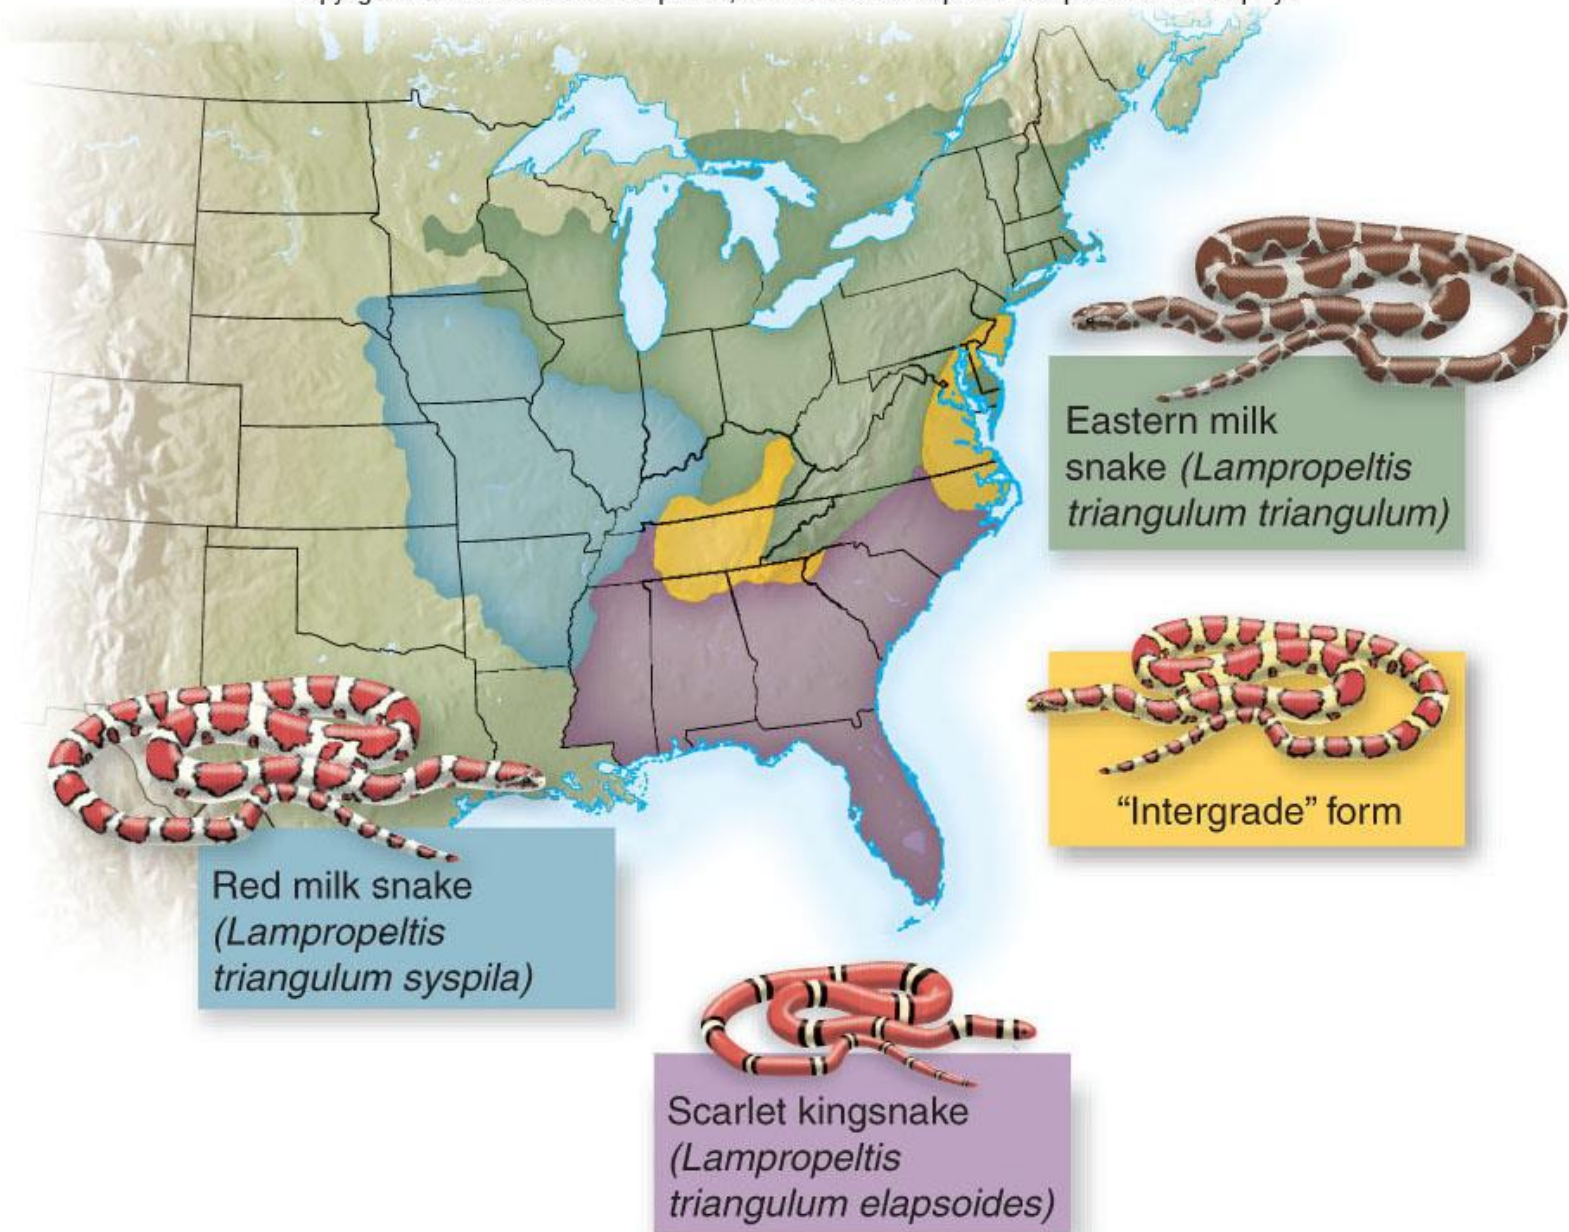 Eastern milk
snake (Lampropeltis
triangulum triangulum)
"Intergrade" form
Red milk snake
(Lampropeltis
triangulum syspila)
Scarlet kingsnake
(Lampropeltis
triangulum elapsoides)